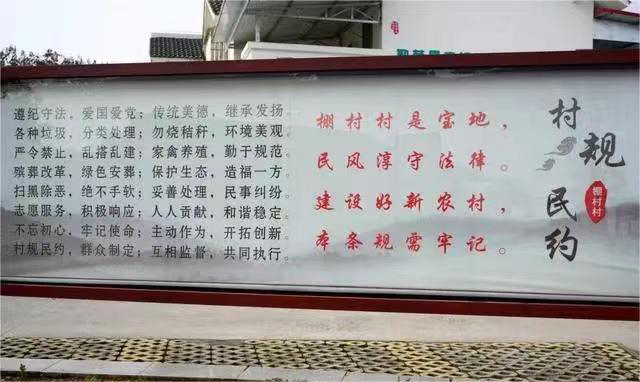 村规民约
棚村村
棚村村是宝地，
民风淳守法律。
建设好新农村，
本条规需牢记。
遵纪守法，爱国爱党；传统美德，继承发扬。
各种垃圾，分类处理；勿烧秸秆，环境美观。
严令禁止，乱搭乱建；家禽养殖，勤于规范。
殡葬改革，绿色安葬；保护生态，造福一方。
扫黑除恶，绝不手软；妥善处理，民事纠纷。
志愿服务，积极响应；人人贡献，和谐稳定。
不忘初心，牢记使命；主动作为，开拓创新。
村规民约，群众制定；互相监督，共同执行。